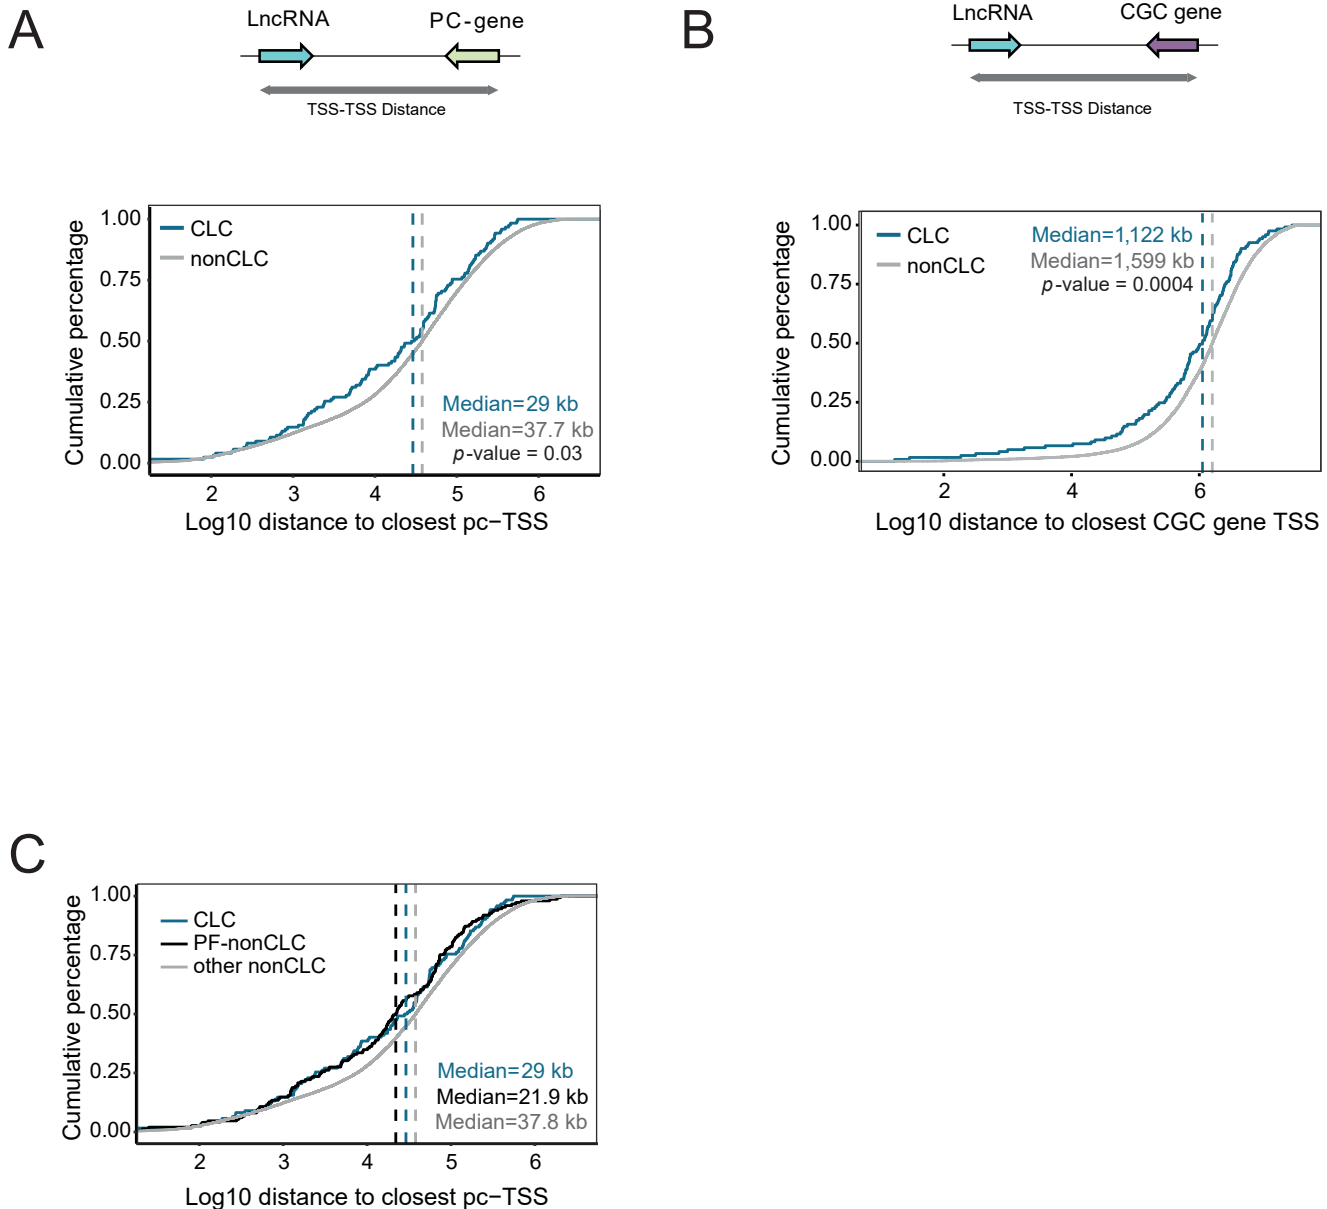 A
LncRNA
PC-gene
TSS-TSS Distance
1.00
0.75
0.50
0.25
0.00
Cumulative percentage
CLC
nonCLC
Median=29 kb
Median=37.7 kb
p-value = 0.03
2 3 4 5 6
Log10 distance to closest pc−TSS
B
LncRNA
CGC gene
TSS-TSS Distance
1.00
0.75
0.50
0.25
0.00
Cumulative percentage
CLC
nonCLC
Median=1,122 kb
Median=1,599 kb
p-value = 0.0004
2 4 6
Log10 distance to closest CGC gene TSS
C
1.00
0.75
0.50
0.25
0.00
Cumulative percentage
CLC
PF-nonCLC
other nonCLC
Median=29 kb
Median=21.9 kb
Median=37.8 kb
2 3 4 5 6
Log10 distance to closest pc−TSS